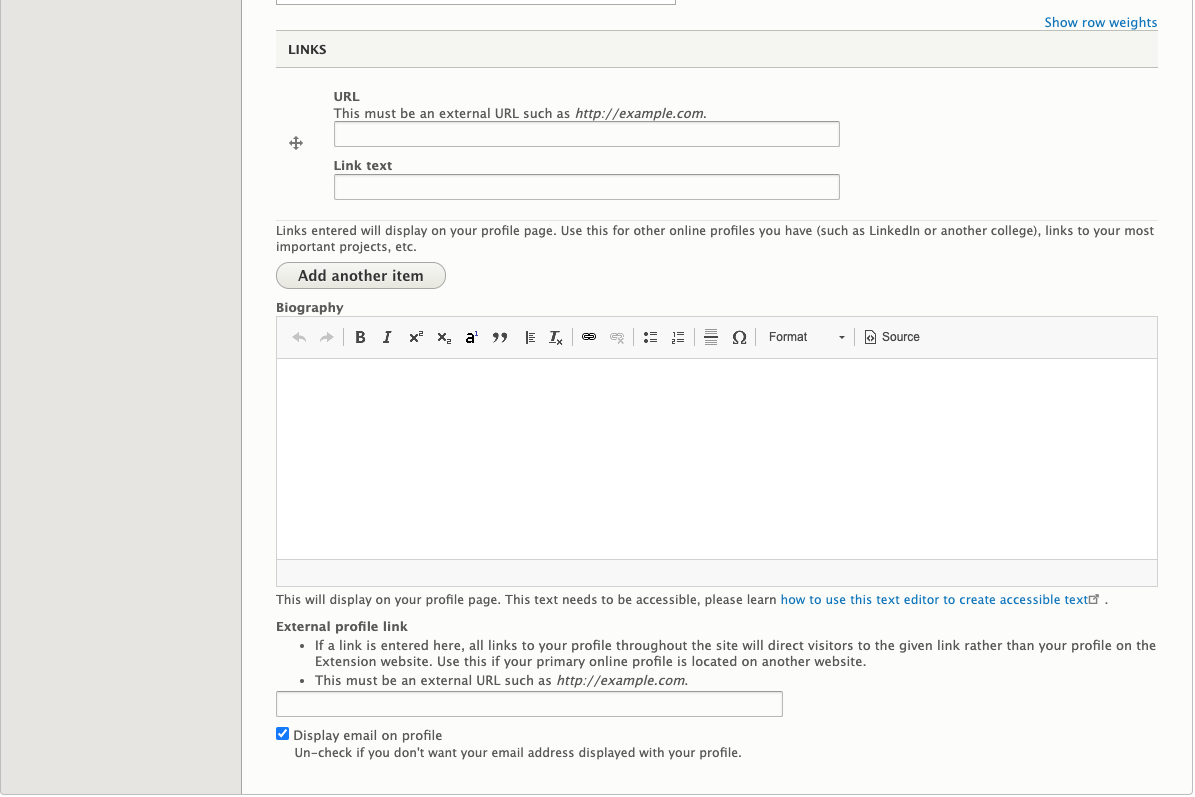 Show row weights
LINKS
URL
This must be an external URL such as http://example.com.
Link text
Links entered will display on your profile page. Use this for other online profiles you have (such as LinkedIn or another college), links to your most
important projects, etc.
Add another item
Biography
B I x² x₂ a¹ ” Ix Ω Format Source
This will display on your profile page. This text needs to be accessible, please learn how to use this text editor to create accessible text .
External profile link
• If a link is entered here, all links to your profile throughout the site will direct visitors to the given link rather than your profile on the
Extension website. Use this if your primary online profile is located on another website.
• This must be an external URL such as http://example.com.
Display email on profile
Un-check if you don't want your email address displayed with your profile.